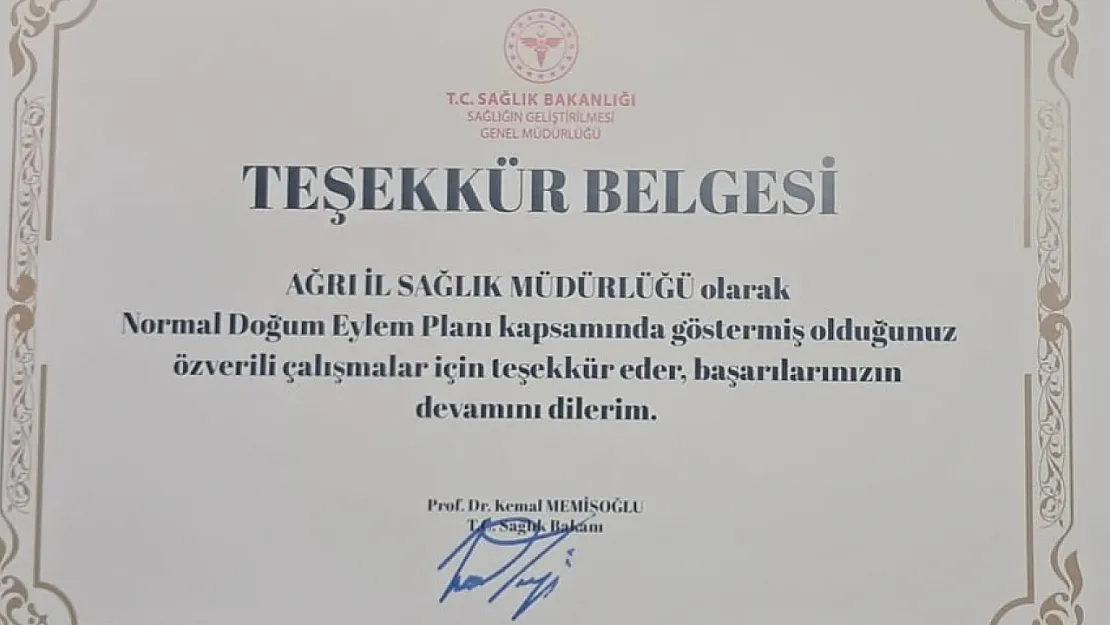 T.C. SAĞLIK BAKANLIĞI
SAĞLIĞIN GELİŞTİRİLMESİ
GENEL MÜDÜRLÜĞÜ
TEŞEKKÜR BELGESİ
AĞRI İL SAĞLIK MÜDÜRLÜĞÜ olarak
Normal Doğum Eylem Planı kapsamında göstermiş olduğunuz
özverili çalışmalar için teşekkür eder, başarılarınızın
devamını dilerim.
Prof. Dr. Kemal MEMİŞOĞLU
T.C. Sağlık Bakanı